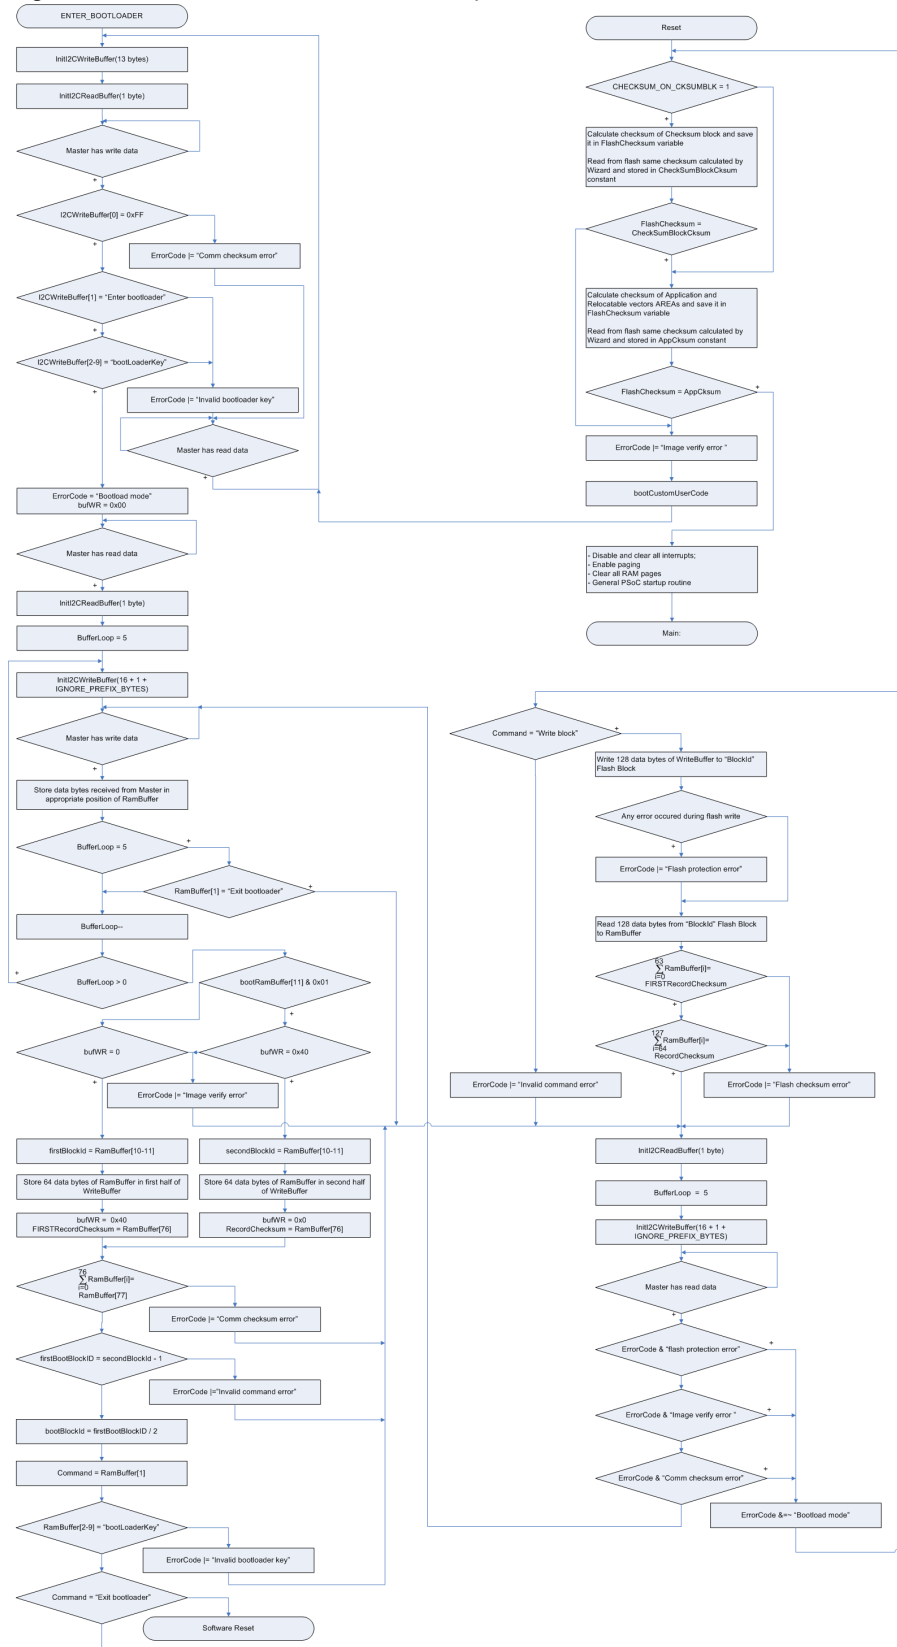 ENTER_BOOTLOADER
InitI2CWriteBuffer(13 bytes)
InitI2CReadBuffer(1 byte)
Master has write data
+
I2CWriteBuffer[0] = 0xFF
+
ErrorCode |= “Comm checksum error”
I2CWriteBuffer[1] = “Enter bootloader”
+
I2CWriteBuffer[2-9] = “bootLoaderKey”
+
ErrorCode |= “Invalid bootloader key”
Master has read data
+
ErrorCode = “Bootload mode”
bufWR = 0x00
Master has read data
+
InitI2CReadBuffer(1 byte)
BufferLoop = 5
InitI2CWriteBuffer(16 + 1 +
IGNORE_PREFIX_BYTES)
Master has write data
+
Store data bytes received from Master in
appropriate position of RamBuffer
BufferLoop = 5
+
RamBuffer[1] = “Exit bootloader”
+
BufferLoop--
BufferLoop > 0
+
bootRamBuffer[11] & 0x01
+
bufWR = 0
+
bufWR = 0x40
+
ErrorCode |= “Image verify error”
firstBlockId = RamBuffer[10-11]
secondBlockId = RamBuffer[10-11]
Store 64 data bytes of RamBuffer in first half of
WriteBuffer
Store 64 data bytes of RamBuffer in second half
of WriteBuffer
bufWR =  0x40
FIRSTRecordChecksum = RamBuffer[76]
bufWR = 0x0
RecordChecksum = RamBuffer[76]
76
∑RamBuffer[i]=
i=0
RamBuffer[77]
ErrorCode |= “Comm checksum error”
firstBootBlockID = secondBlockId - 1
ErrorCode |=”Invalid command error”
bootBlockId = firstBootBlockID / 2
Command = RamBuffer[1]
RamBuffer[2-9] = “bootLoaderKey”
ErrorCode |= “Invalid bootloader key”
Command = “Exit bootloader”
Software Reset
Reset
CHECKSUM_ON_CKSUMBLK = 1
+
Calculate checksum of Checksum block and save
it in FlashChecksum variable
Read from flash same checksum calculated by
Wizard and stored in CheckSumBlockCksum
constant
FlashChecksum =
CheckSumBlockCksum
+
Calculate checksum of Application and
Relocatable vectors AREAs and save it in
FlashChecksum variable
Read from flash same checksum calculated by
Wizard and stored in AppCksum constant
FlashChecksum = AppCksum
+
ErrorCode |= “Image verify error ”
bootCustomUserCode
- Disable and clear all interrupts;
- Enable paging
- Clear all RAM pages
- General PSoC startup routine
Main:
Command = “Write block”
+
Write 128 data bytes of WriteBuffer to “BlockId”
Flash Block
Any error occured during flash write
+
ErrorCode |= “Flash protection error”
Read 128 data bytes from “BlockId” Flash Block
to RamBuffer
63
∑RamBuffer[i]=
i=0
FIRSTRecordChecksum
+
127
∑RamBuffer[i]=
i=64
RecordChecksum
+
ErrorCode |= “Invalid command error”
ErrorCode |= “Flash checksum error”
InitI2CReadBuffer(1 byte)
BufferLoop  =  5
InitI2CWriteBuffer(16 + 1 +
IGNORE_PREFIX_BYTES)
Master has read data
+
ErrorCode & “flash protection error”
+
ErrorCode & “Image verify error ”
+
ErrorCode & “Comm checksum error”
+
ErrorCode &=~ “Bootload mode”